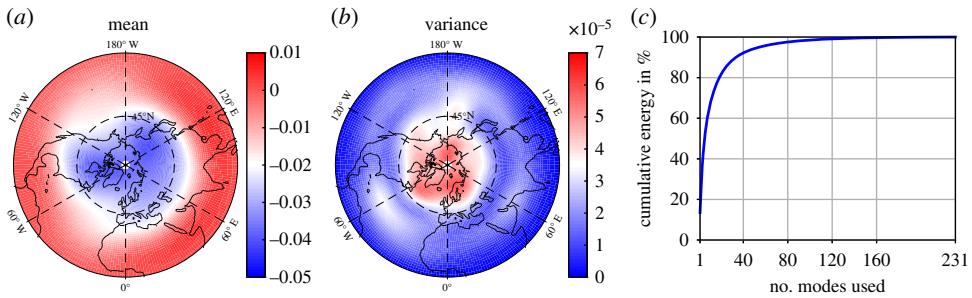 (a)
mean
180° W
120° W
120° E
45°N
60° W
60° E
0°
0.01
0
–0.01
–0.02
–0.03
–0.04
–0.05
(b)
variance
×10–5
180° W
120° W
120° E
45°N
60° W
60° E
0°
7
6
5
4
3
2
1
0
(c)
cumulative energy in %
100
80
60
40
20
0
1 40 80 120 160 231
no. modes used